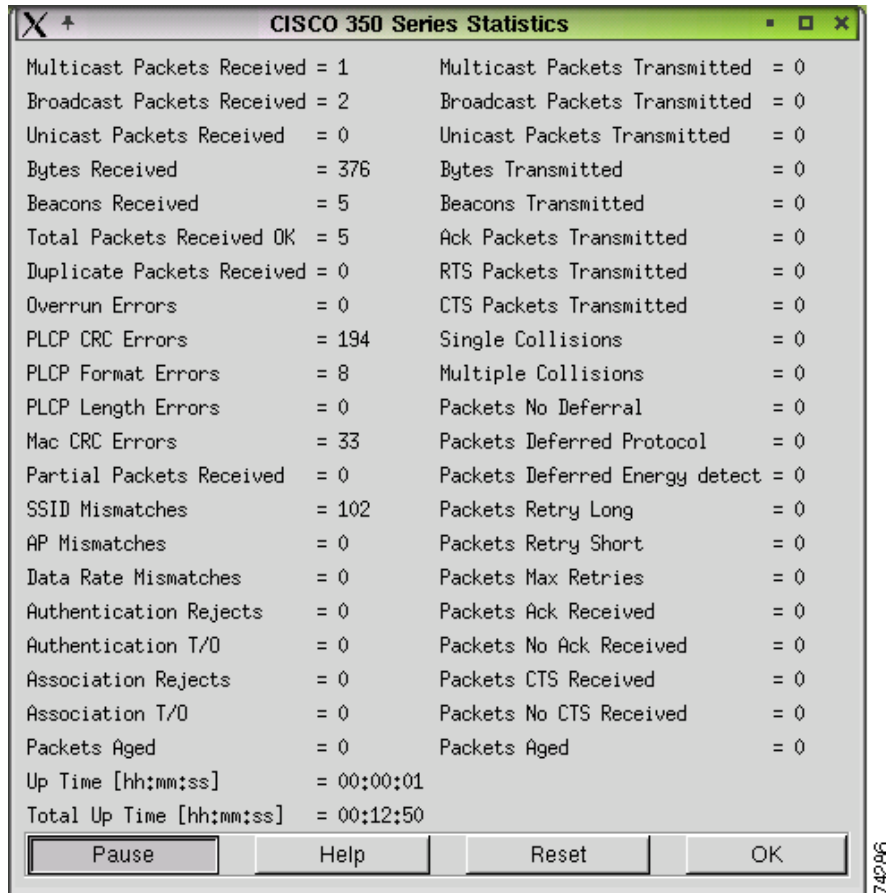 CISCO 350 Series Statistics
Multicast Packets Received = 1 Multicast Packets Transmitted = 0
Broadcast Packets Received = 2 Broadcast Packets Transmitted = 0
Unicast Packets Received = 0 Unicast Packets Transmitted = 0
Bytes Received = 376 Bytes Transmitted = 0
Beacons Received = 5 Beacons Transmitted = 0
Total Packets Received OK = 5 Ack Packets Transmitted = 0
Duplicate Packets Received = 0 RTS Packets Transmitted = 0
Overrun Errors = 0 CTS Packets Transmitted = 0
PLCP CRC Errors = 194 Single Collisions = 0
PLCP Format Errors = 8 Multiple Collisions = 0
PLCP Length Errors = 0 Packets No Deferral = 0
Mac CRC Errors = 33 Packets Deferred Protocol = 0
Partial Packets Received = 0 Packets Deferred Energy detect = 0
SSID Mismatches = 102 Packets Retry Long = 0
AP Mismatches = 0 Packets Retry Short = 0
Data Rate Mismatches = 0 Packets Max Retries = 0
Authentication Rejects = 0 Packets Ack Received = 0
Authentication T/O = 0 Packets No Ack Received = 0
Association Rejects = 0 Packets CTS Received = 0
Association T/O = 0 Packets No CTS Received = 0
Packets Aged = 0 Packets Aged = 0
Up Time [hh:mm:ss] = 00:00:01
Total Up Time [hh:mm:ss] = 00:12:50
Pause Help Reset OK
74286